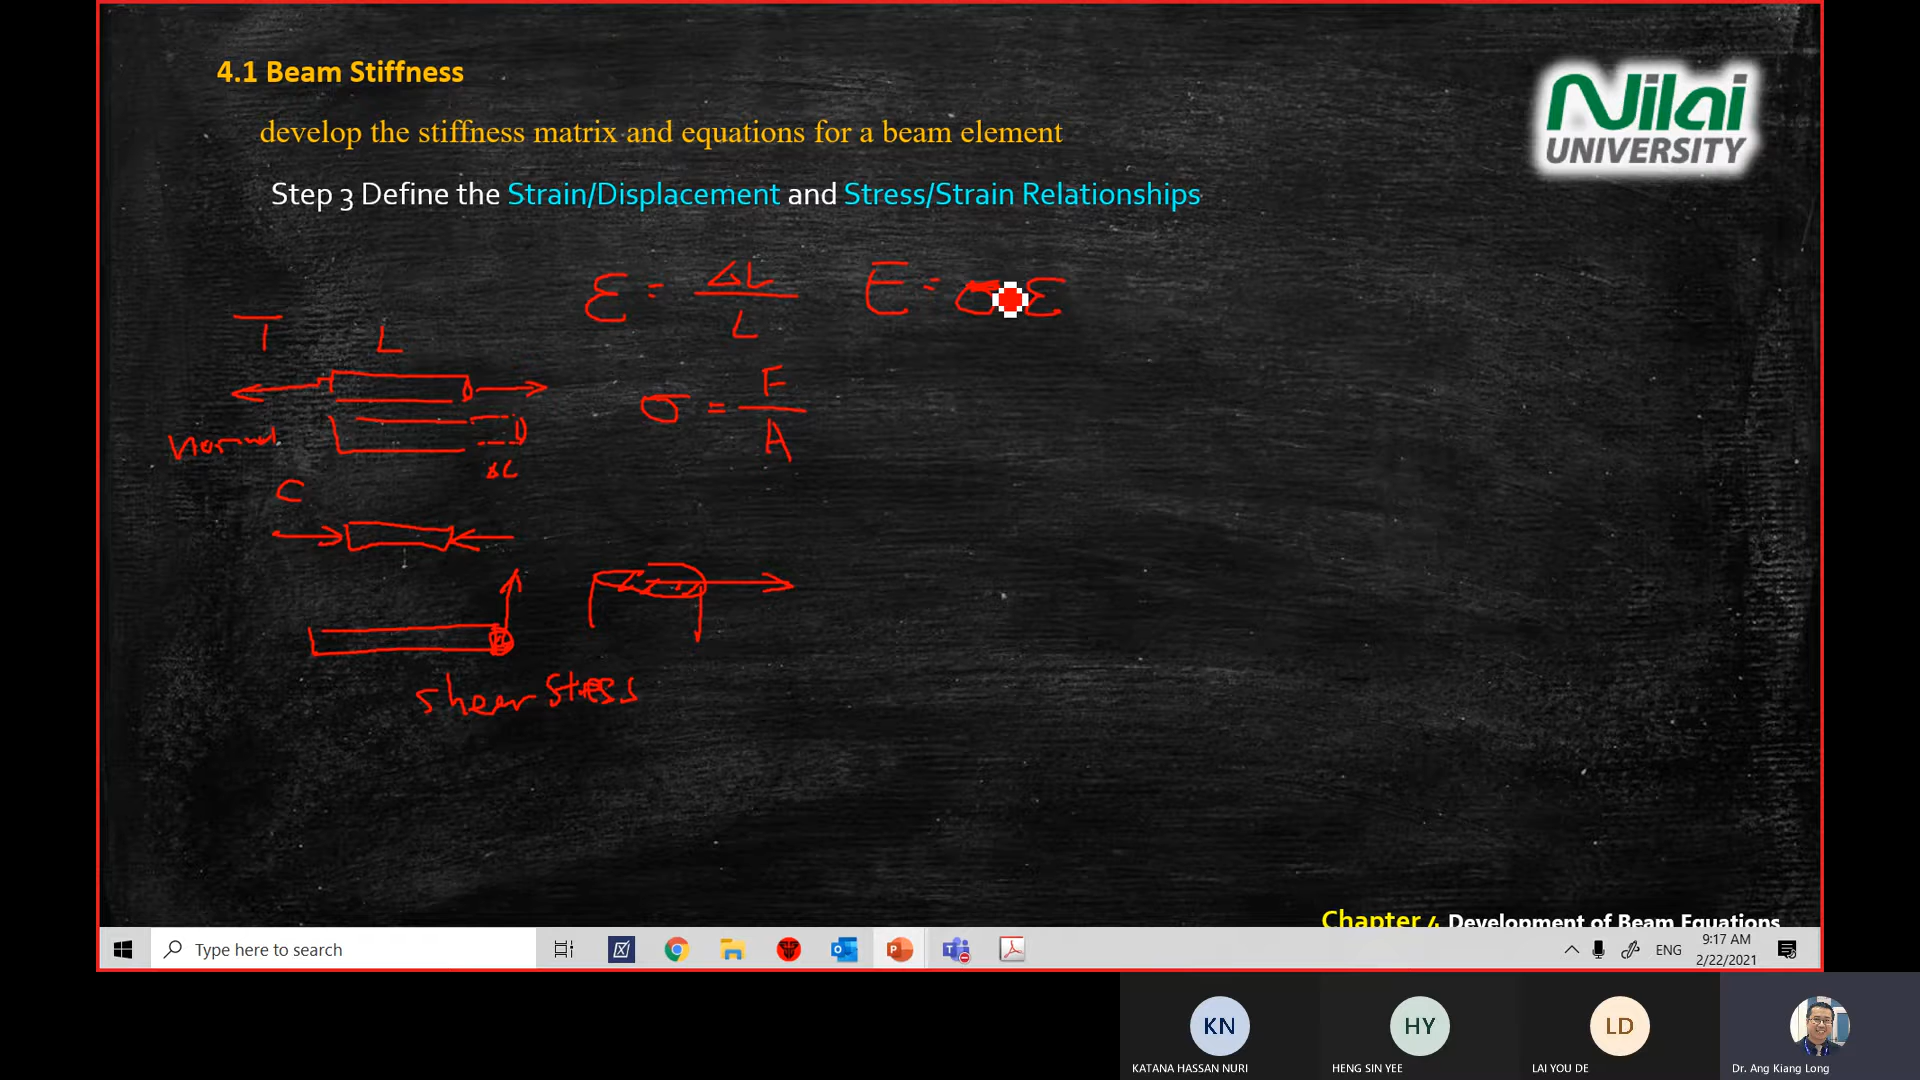 4.1 Beam Stiffness
Nilai
UNIVERSITY
develop the stiffness matrix and equations for a beam element
Step 3 Define the Strain/Displacement and Stress/Strain Relationships
ε = ΔL / L
E = σ ε
T
L
σ = F / A
normal
ΔL
C
shear stress
Chapter 4 Development of Beam Equations
Type here to search
ENG
9:17 AM
2/22/2021
KN
HY
LD
KATANA HASSAN NURI
HENG SIN YEE
LAI YOU DE
Dr. Ang Kiang Long